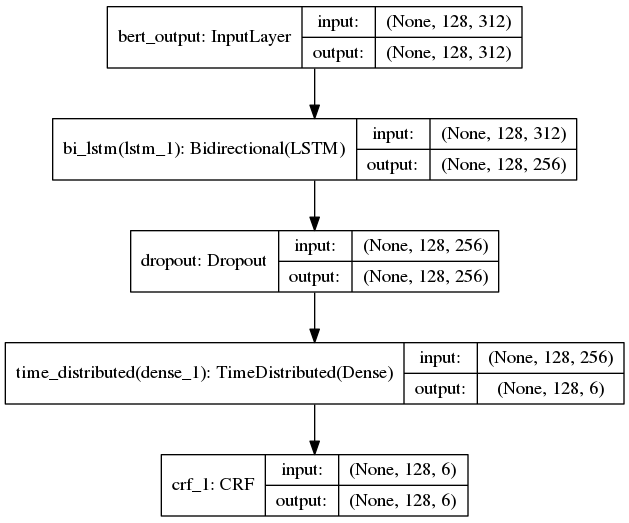 bert_output: InputLayer
input: (None, 128, 312)
output: (None, 128, 312)
bi_lstm(lstm_1): Bidirectional(LSTM)
input: (None, 128, 312)
output: (None, 128, 256)
dropout: Dropout
input: (None, 128, 256)
output: (None, 128, 256)
time_distributed(dense_1): TimeDistributed(Dense)
input: (None, 128, 256)
output: (None, 128, 6)
crf_1: CRF
input: (None, 128, 6)
output: (None, 128, 6)